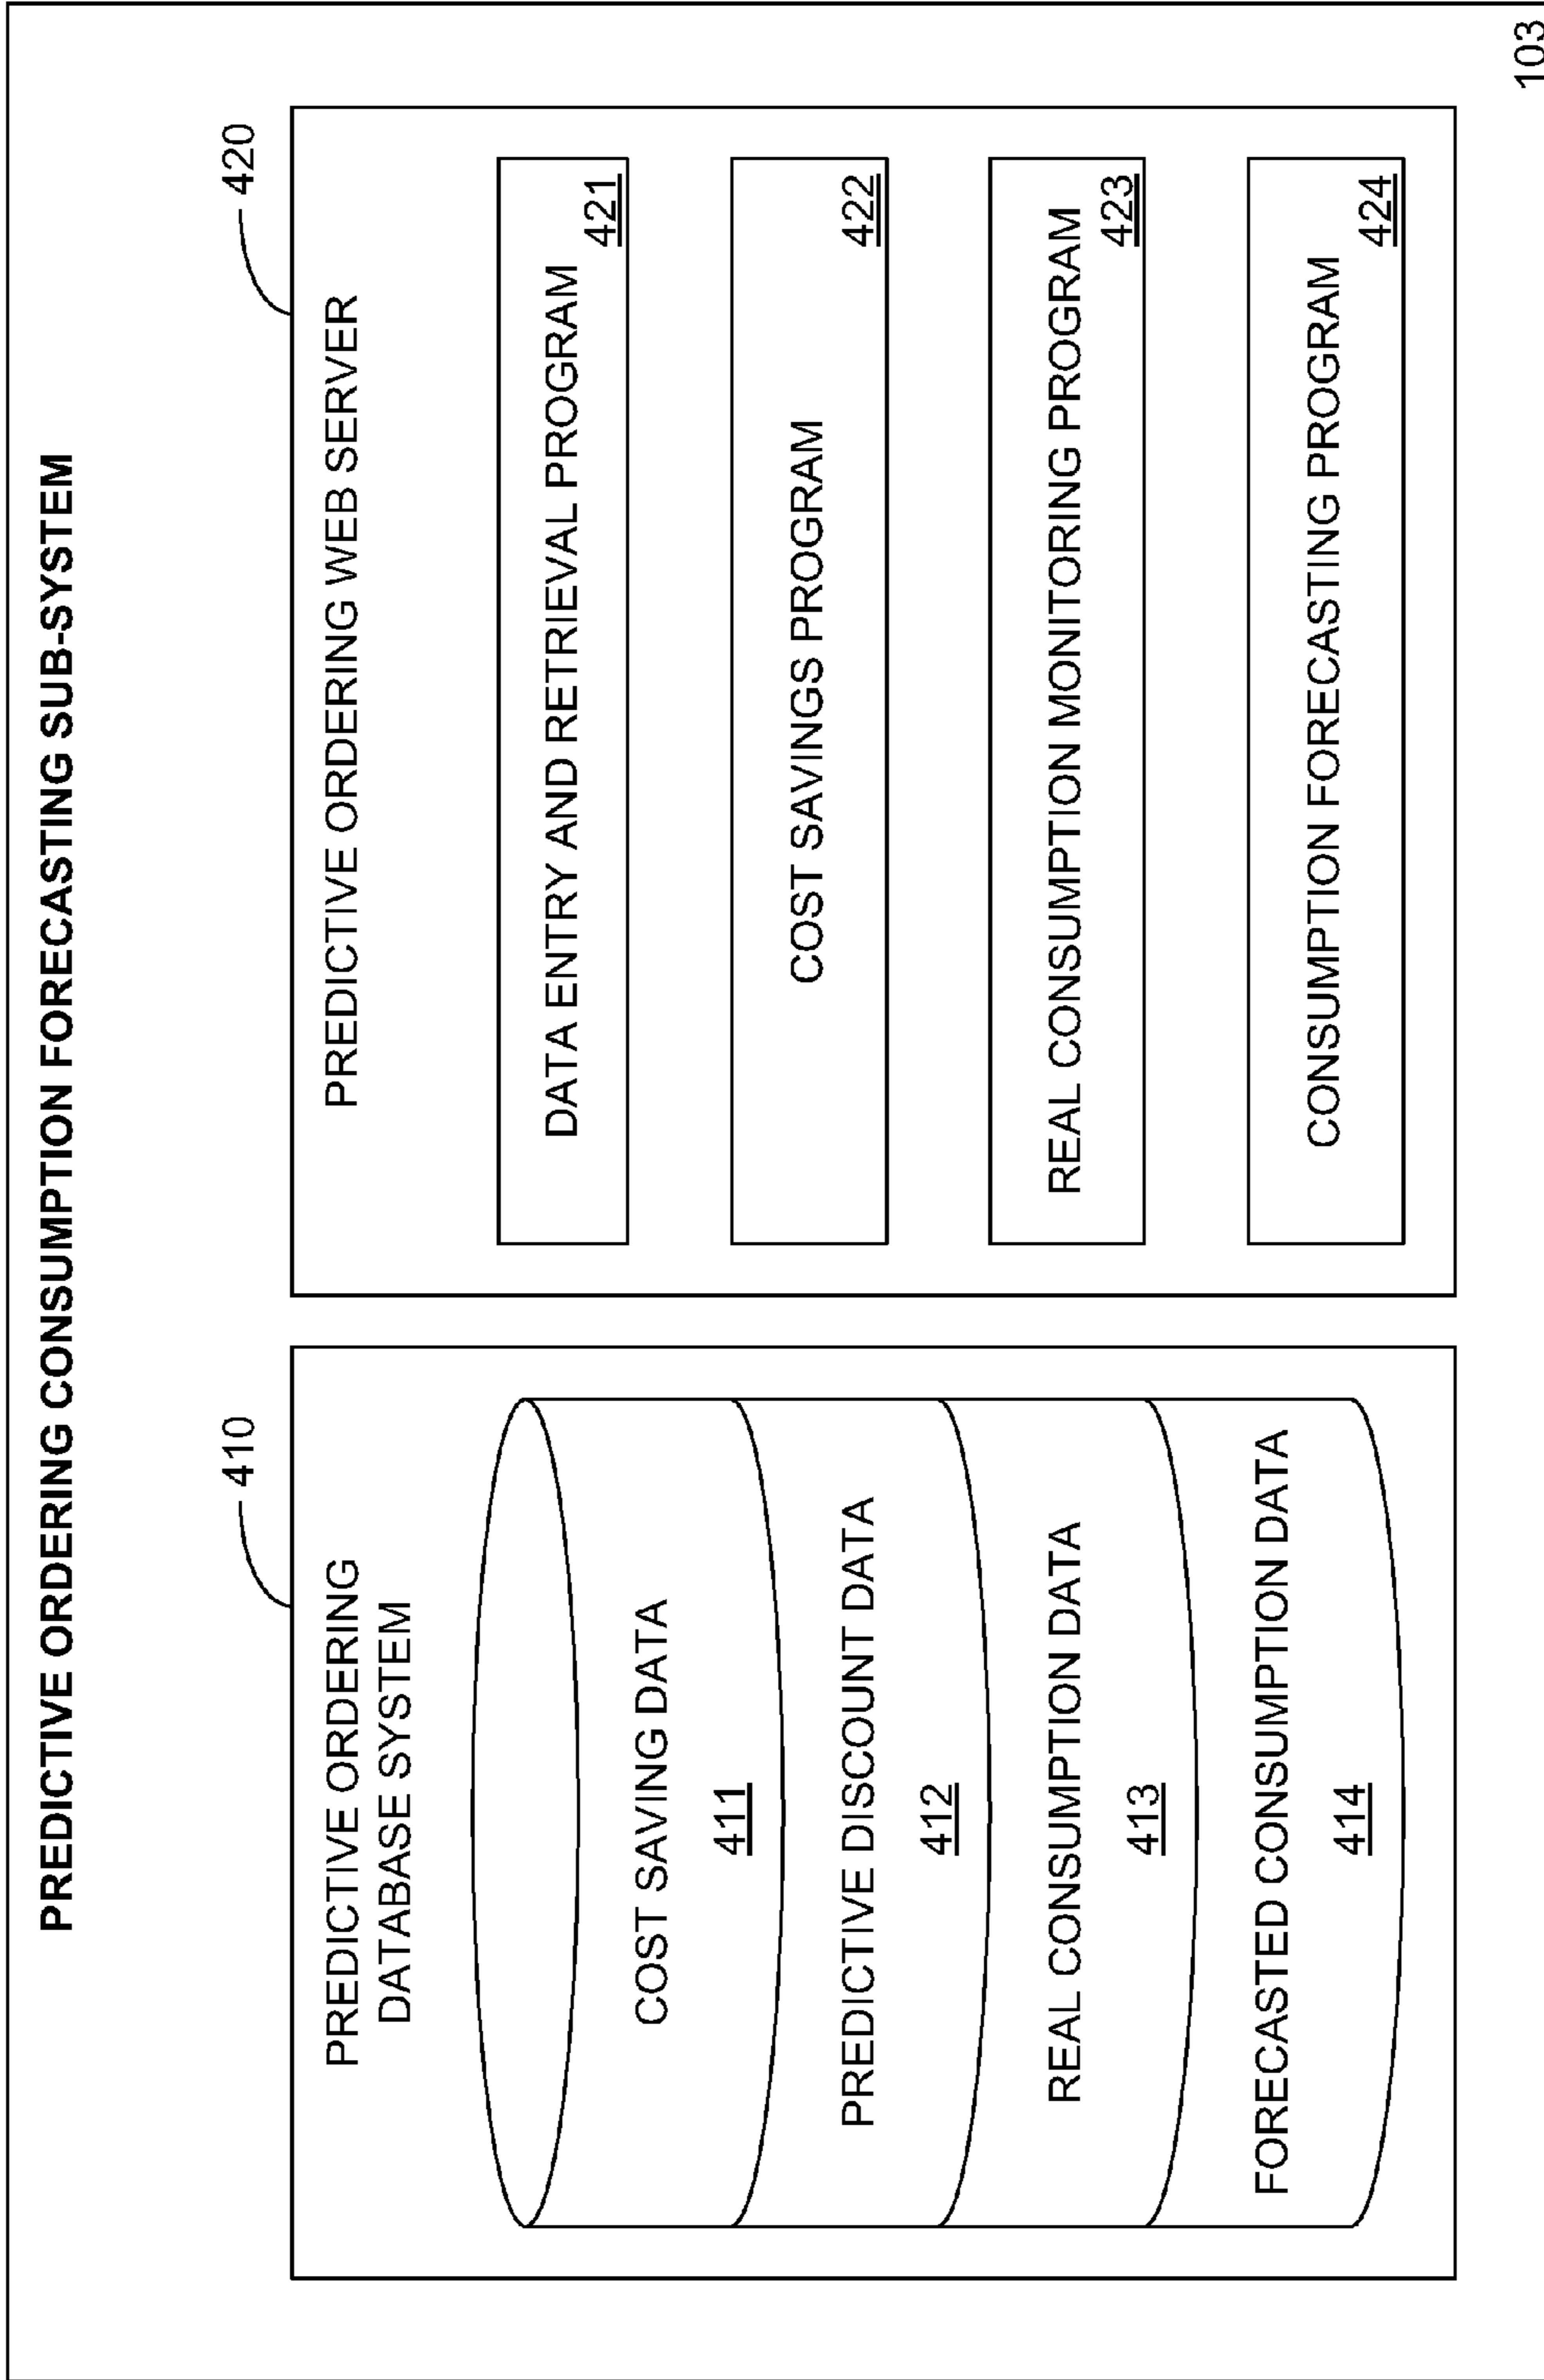 PREDICTIVE ORDERING CONSUMPTION FORECASTING SUB-SYSTEM
410
PREDICTIVE ORDERING
DATABASE SYSTEM
COST SAVING DATA
411
PREDICTIVE DISCOUNT DATA
412
REAL CONSUMPTION DATA
413
FORECASTED CONSUMPTION DATA
414
420
PREDICTIVE ORDERING WEB SERVER
DATA ENTRY AND RETRIEVAL PROGRAM
421
COST SAVINGS PROGRAM
422
REAL CONSUMPTION MONITORING PROGRAM
423
CONSUMPTION FORECASTING PROGRAM
424
103